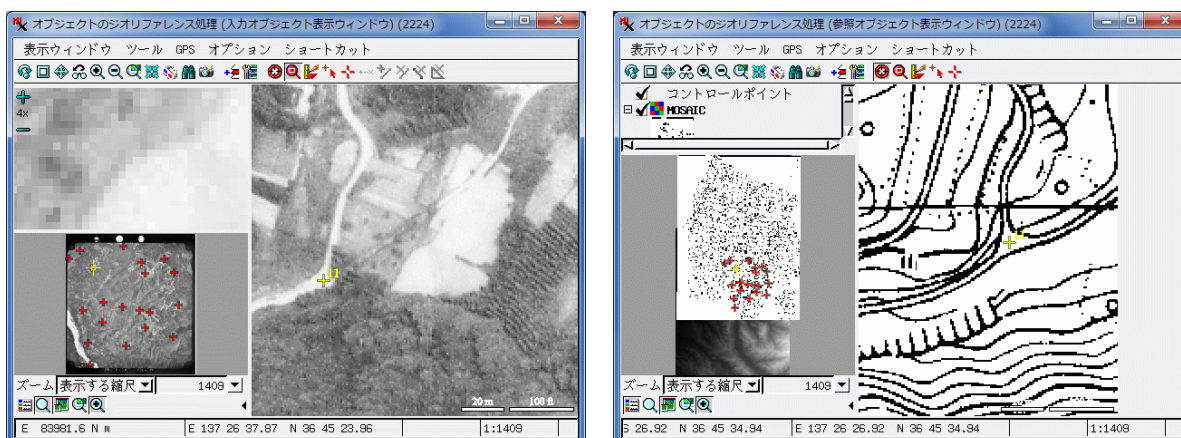 オブジェクトのジオリファレンス処理 (入力オブジェクト表示ウィンドウ) (2224)
表示ウィンドウ ツール GPS オプション ショートカット
4x
11
ズーム 表示する縮尺 1409
20 m 100 ft
E 83981.6 N m E 137 26 37.87 N 36 45 23.96 1:1409
オブジェクトのジオリファレンス処理 (参照オブジェクト表示ウィンドウ) (2224)
表示ウィンドウ ツール GPS オプション ショートカット
コントロールポイント
MOSAIC
ズーム 表示する縮尺 1409
20 m 100 ft
26.92 N 36 45 34.94 E 137 26 26.92 N 36 45 34.94 1:1409